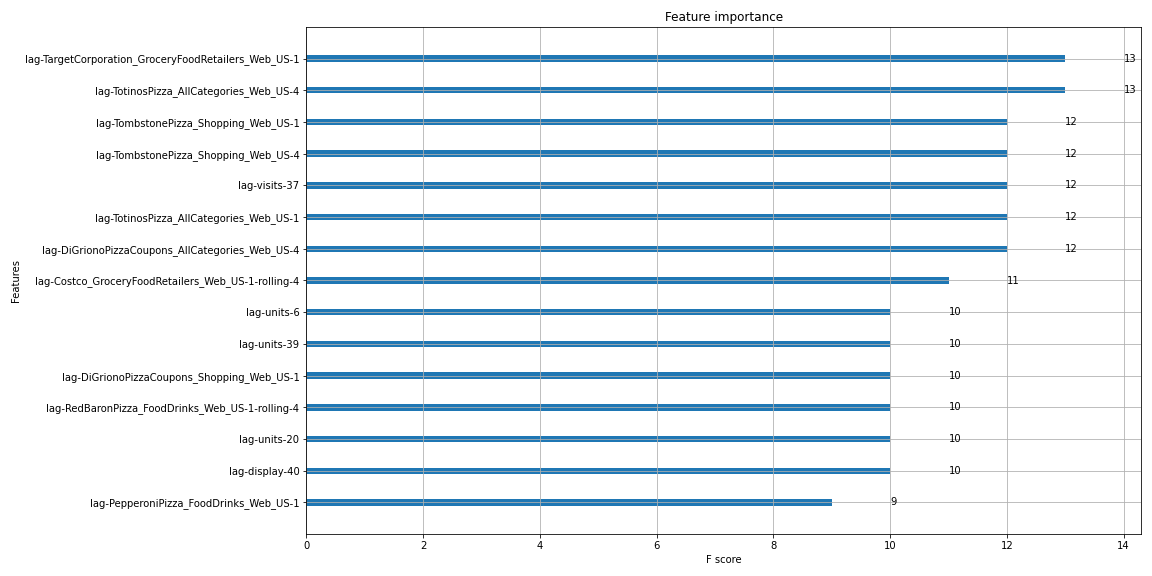 Feature importance
lag-TargetCorporation_GroceryFoodRetailers_Web_US-1 13
lag-TotinosPizza_AllCategories_Web_US-4 13
lag-TombstonePizza_Shopping_Web_US-1 12
lag-TombstonePizza_Shopping_Web_US-4 12
lag-visits-37 12
lag-TotinosPizza_AllCategories_Web_US-1 12
lag-DiGrionoPizzaCoupons_AllCategories_Web_US-4 12
lag-Costco_GroceryFoodRetailers_Web_US-1-rolling-4 11
lag-units-6 10
lag-units-39 10
lag-DiGrionoPizzaCoupons_Shopping_Web_US-1 10
lag-RedBaronPizza_FoodDrinks_Web_US-1-rolling-4 10
lag-units-20 10
lag-display-40 10
lag-PepperoniPizza_FoodDrinks_Web_US-1 9
Features
0 2 4 6 8 10 12 14
F score